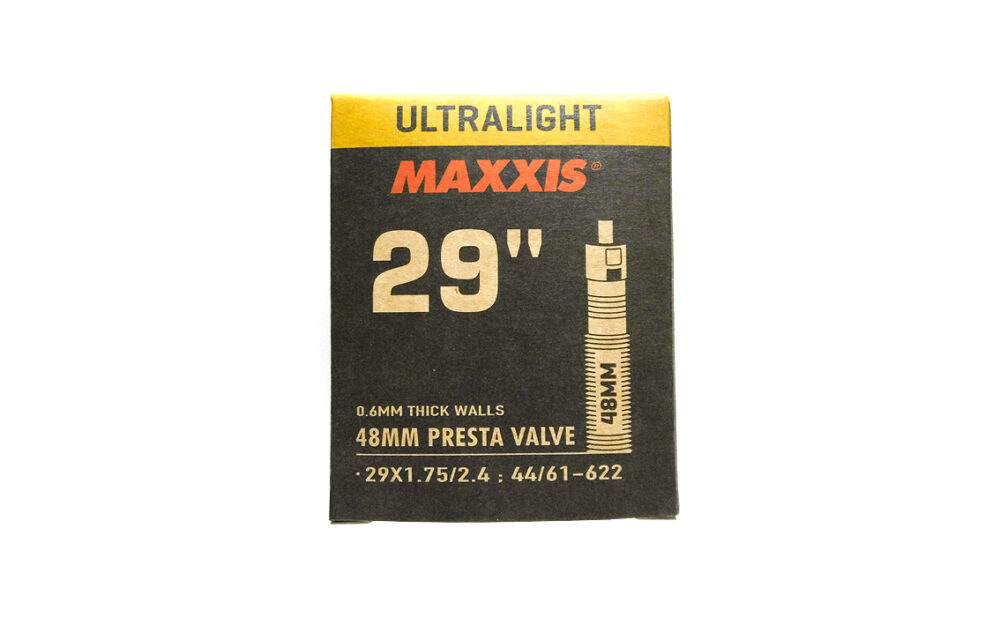 ULTRALIGHT
MAXXIS®
29"
48MM
0.6MM THICK WALLS
48MM PRESTA VALVE
·29X1.75/2.4 ; 44/61-622